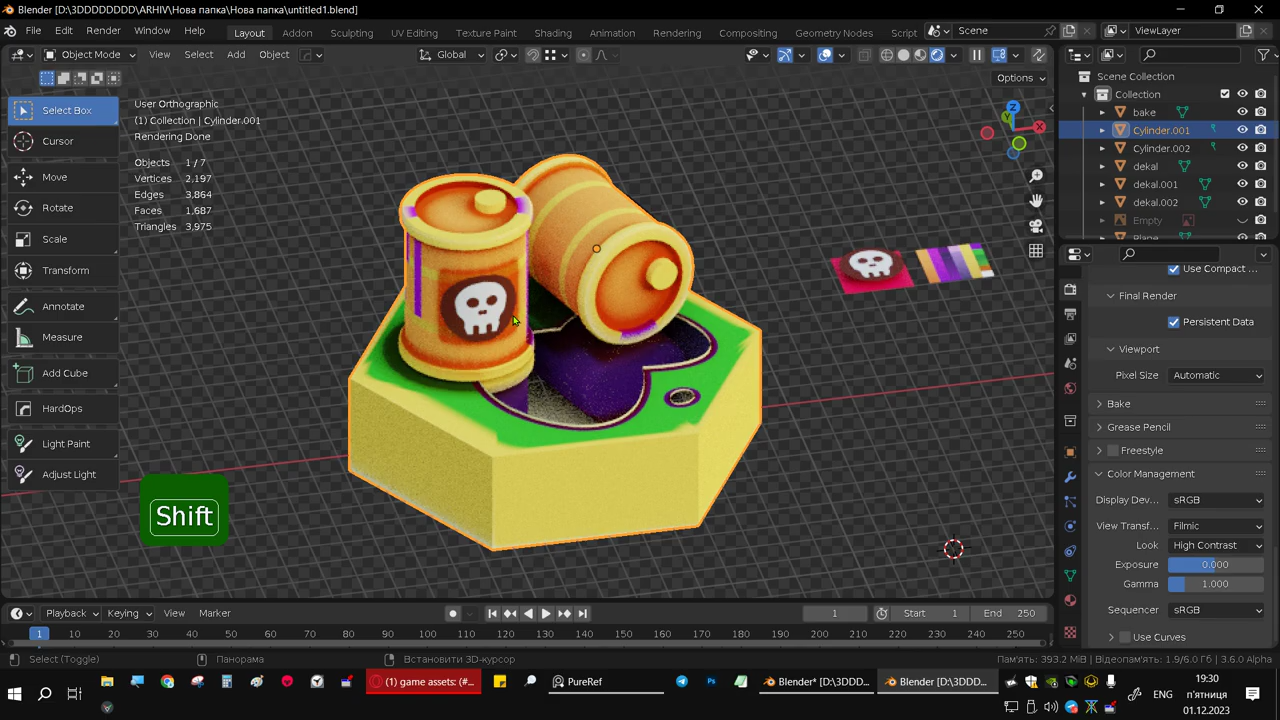 Blender [D:\3DDDDDDDD\ARHIV\Нова папка\Нова папка\untitled1.blend]
File Edit Render Window Help Layout Addon Sculpting UV Editing Texture Paint Shading Animation Rendering Compositing Geometry Nodes Script Scene ViewLayer
Object Mode View Select Add Object Global
Options
Select Box
Cursor
Move
Rotate
Scale
Transform
Annotate
Measure
Add Cube
HardOps
Light Paint
Adjust Light
User Orthographic
(1) Collection | Cylinder.001
Rendering Done
Objects 1 / 7
Vertices 2,197
Edges 3,864
Faces 1,687
Triangles 3,975
Z
Y
X
Shift
Scene Collection
Collection
bake
Cylinder.001
Cylinder.002
dekal
dekal.001
dekal.002
Empty
Use Compact ...
Final Render
Persistent Data
Viewport
Pixel Size Automatic
Bake
Grease Pencil
Freestyle
Color Management
Display Dev... sRGB
View Transf... Filmic
Look High Contrast
Exposure 0.000
Gamma 1.000
Sequencer sRGB
Use Curves
Playback Keying View Marker 1 Start 1 End 250
1 10 20 30 40 50 60 70 80 90 100 110 120 130 140 150 160 170 180 190 200 210 220 230 240 250
Select (Toggle) Панорама Встановити 3D-курсор Пам'ять: 393.2 MiB | Відеопам'ять: 1.9/6.0 Гб | 3.6.0 Alpha
(1) game assets: (#... PureRef Blender* [D:\3DDD... Blender [D:\3DDD... ENG
19:30
п'ятниця
01.12.2023